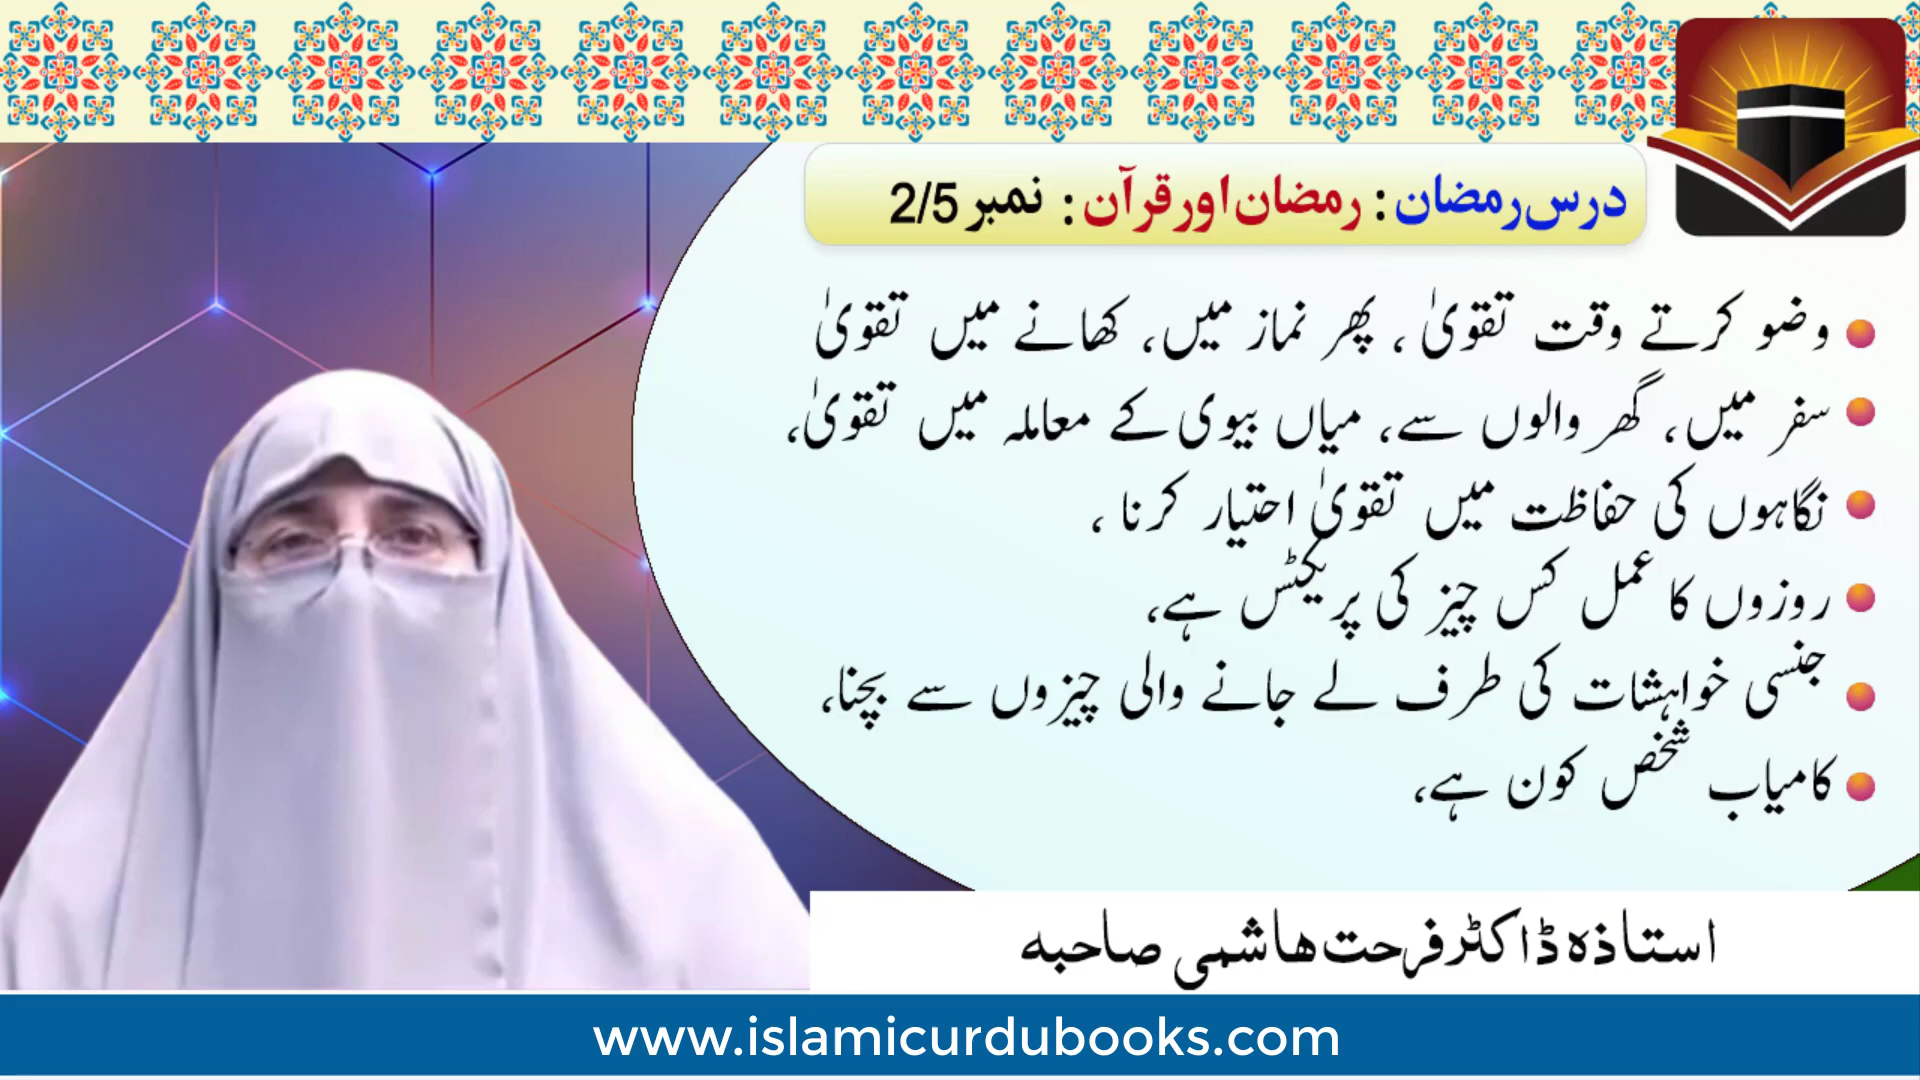 درس رمضان : رمضان اور قرآن : نمبر 2/5
وضو کرتے وقت تقویٰ ، پھر نماز میں، کھانے میں تقویٰ
سفر میں، گھر والوں سے، میاں بیوی کے معاملہ میں تقویٰ،
نگاہوں کی حفاظت میں تقویٰ اختیار کرنا ،
روزوں کا عمل کس چیز کی پریکٹس ہے،
جنسی خواہشات کی طرف لے جانے والی چیزوں سے بچنا،
کامیاب شخص کون ہے،
استاذہ ڈاکٹر فرحت ھاشمی صاحبہ
www.islamicurdubooks.com